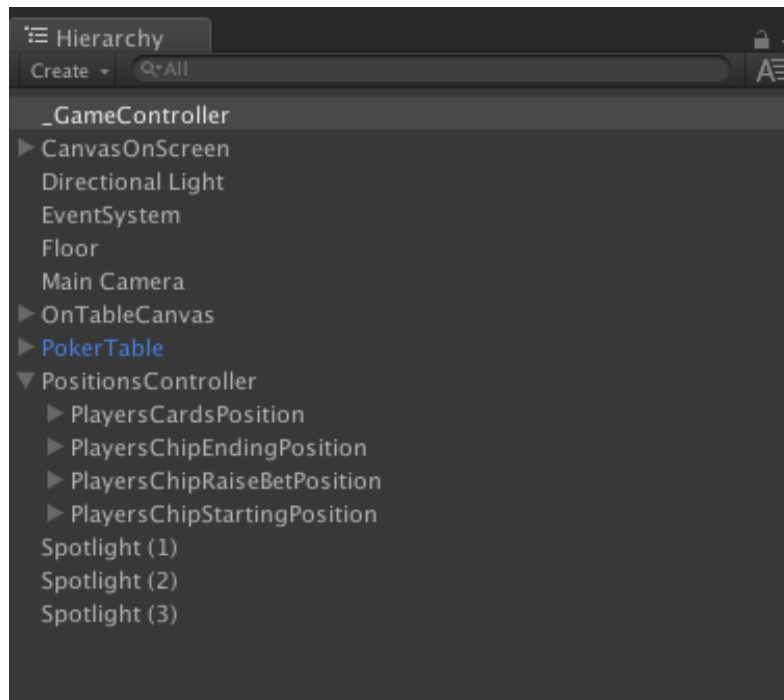 Hierarchy
Create All
_GameController
CanvasOnScreen
Directional Light
EventSystem
Floor
Main Camera
OnTableCanvas
PokerTable
PositionsController
PlayersCardsPosition
PlayersChipEndingPosition
PlayersChipRaiseBetPosition
PlayersChipStartingPosition
Spotlight (1)
Spotlight (2)
Spotlight (3)